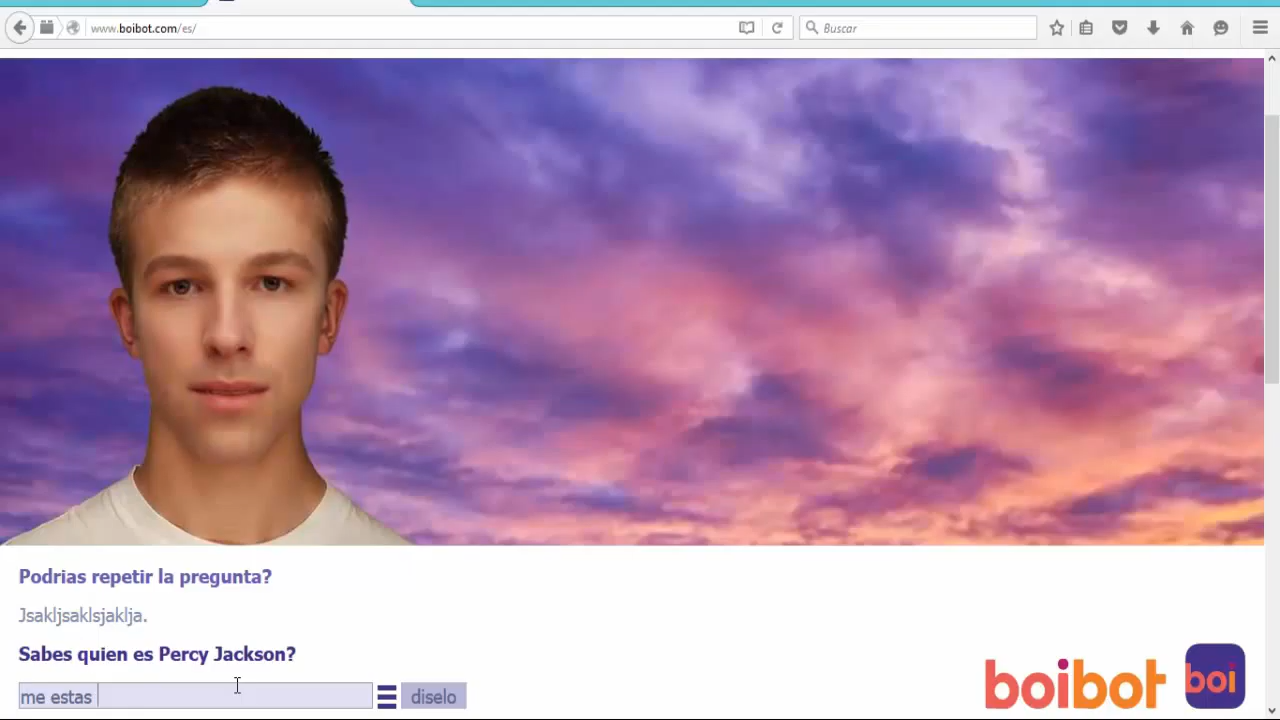 www.boibot.com/es/
Buscar
Podrias repetir la pregunta?
Jsakljsaklsjaklja.
Sabes quien es Percy Jackson?
me estas
diselo
boibot
boi